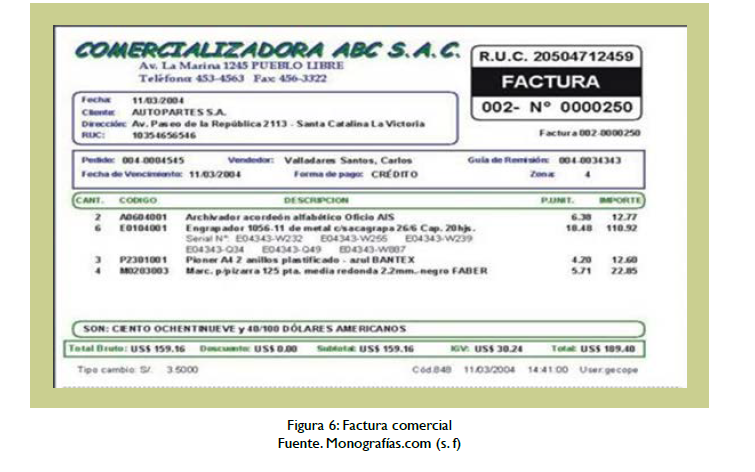 COMERCIALIZADORA ABC S.A.C.
Av. La Marina 1245 PUEBLO LIBRE
Teléfono: 453-4563 Fax: 456-3322
R.U.C. 20504712459
FACTURA
002- Nº 0000250
Factura 002-0000250
Fecha: 11/03/2004
Cliente: AUTOPARTES S.A.
Dirección: Av. Paseo de la República 2113 - Santa Catalina La Victoria
RUC: 10354656546
Pedido: 004-0004545 Vendedor: Valladares Santos, Carlos Guía de Remisión: 004-0034343
Fecha de Vencimiento: 11/03/2004 Forma de pago: CRÉDITO Zona: 4
CANT. CODIGO DESCRIPCION P.UNIT. IMPORTE
2 A0604001 Archivador acordeón alfabético Oficio AIS 6.38 12.77
6 E0104001 Engrapador 1056-11 de metal c/sacagrapa 26/6 Cap. 20hjs. 18.48 110.92
Serial Nº: E04343-W232 E04343-W255 E04343-W239
E04343-Q34 E04343-Q49 E04343-W887
3 P2301001 Pioner A4 2 anillos plastificado - azul BANTEX 4.20 12.60
4 M0203003 Marc. p/pizarra 125 pta. media redonda 2.2mm.-negro FABER 5.71 22.85
SON: CIENTO OCHENTINUEVE y 40/100 DÓLARES AMERICANOS
Total Bruto: US$ 159.16 Descuento: US$ 0.00 Subtotal: US$ 159.16 IGV: US$ 30.24 Total: US$ 189.40
Tipo cambio: S/. 3.5000 Cód.848 11/03/2004 14:41:00 User:gecope
Figura 6: Factura comercial
Fuente. Monografías.com (s. f)